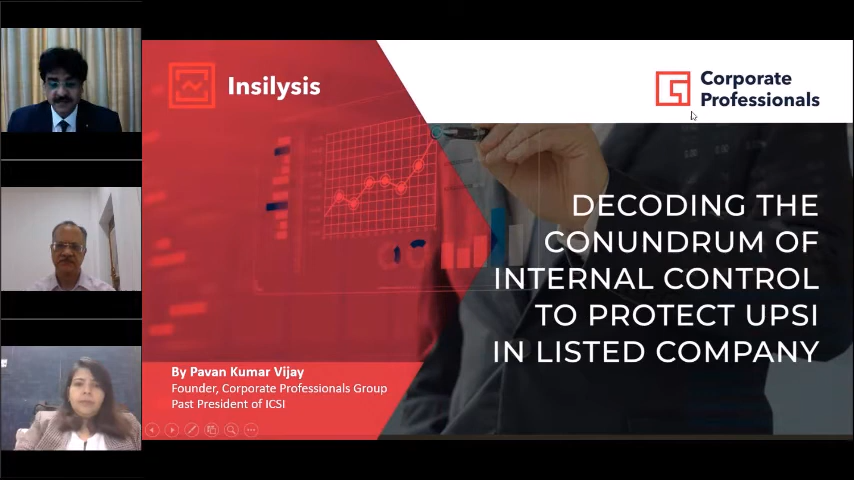 Insilysis
Corporate
Professionals
DECODING THE
CONUNDRUM OF
INTERNAL CONTROL
TO PROTECT UPSI
IN LISTED COMPANY
By Pavan Kumar Vijay
Founder, Corporate Professionals Group
Past President of ICSI